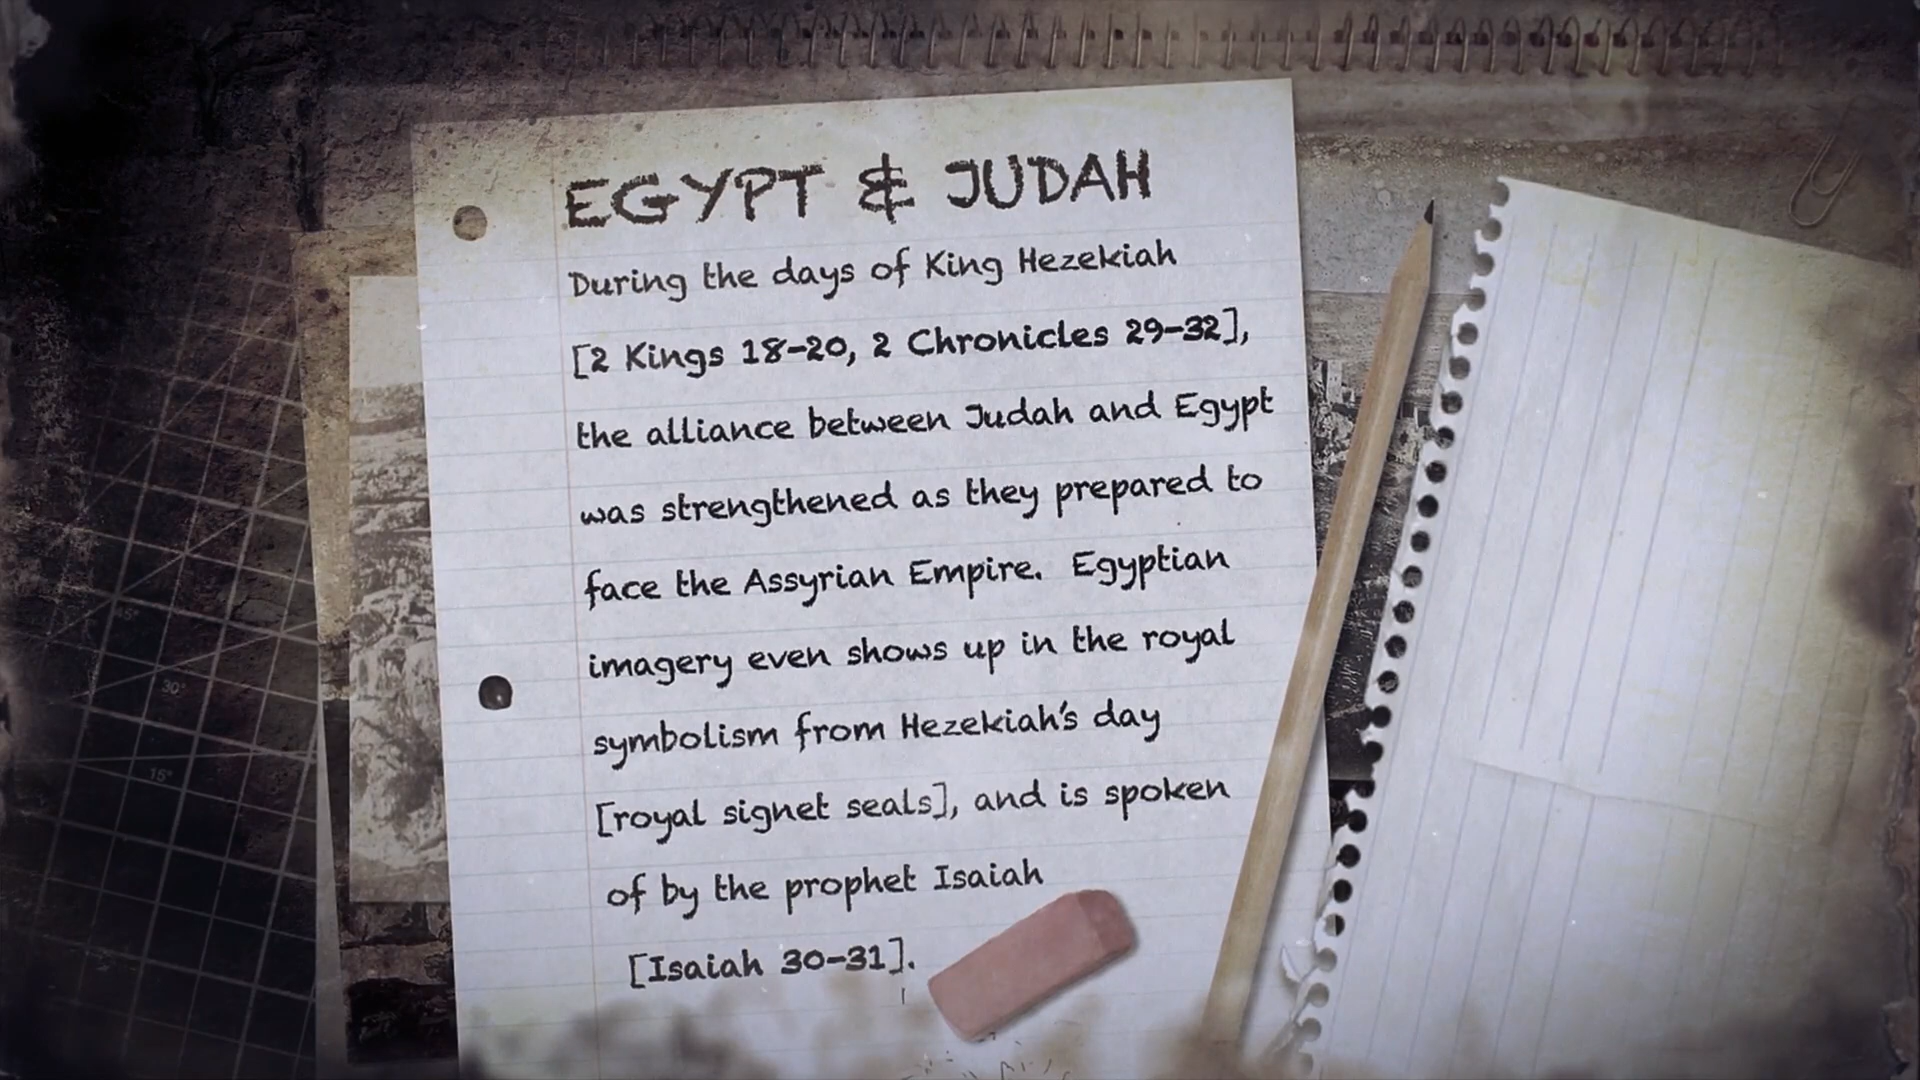 EGYPT & JUDAH
During the days of King Hezekiah
[2 Kings 18-20, 2 Chronicles 29-32],
the alliance between Judah and Egypt
was strengthened as they prepared to
face the Assyrian Empire. Egyptian
imagery even shows up in the royal
symbolism from Hezekiah's day
[royal signet seals], and is spoken
of by the prophet Isaiah
[Isaiah 30-31].
45°
30°
15°